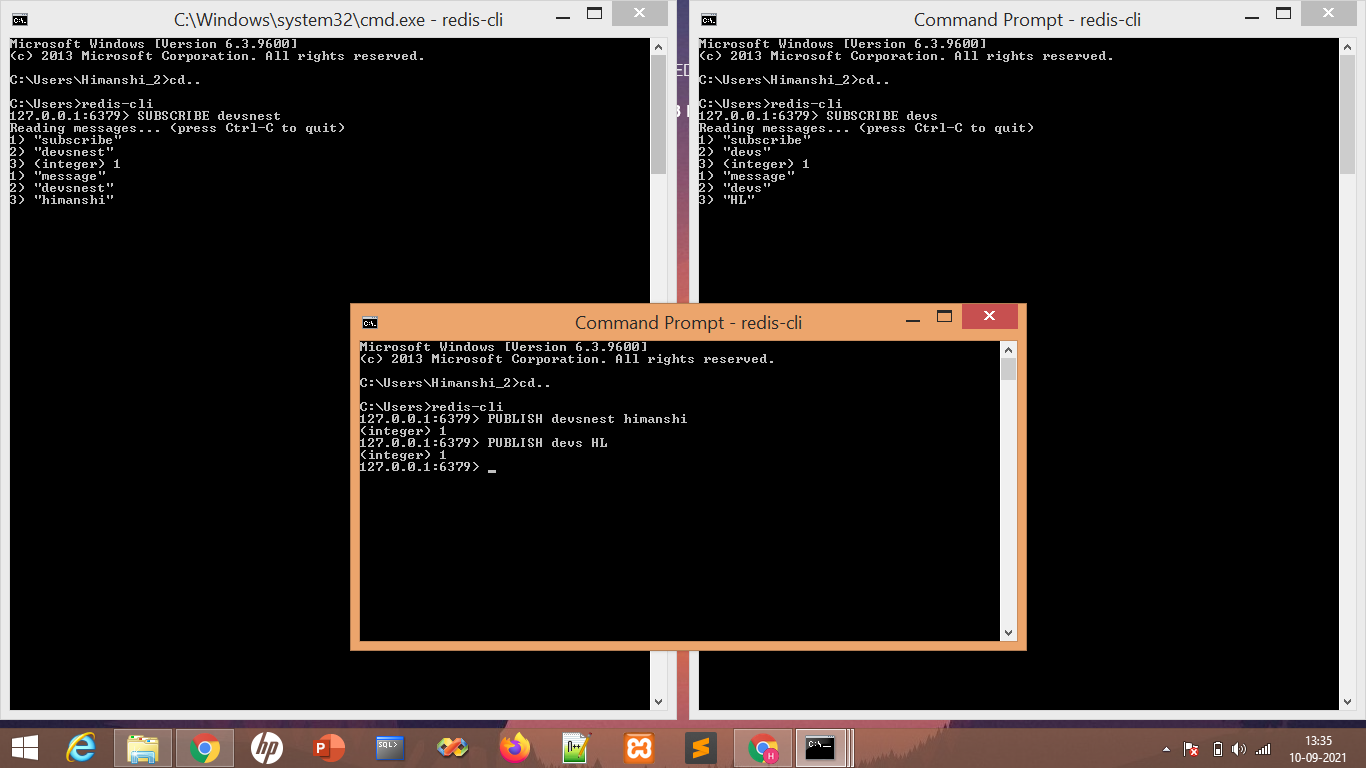 C:\Windows\system32\cmd.exe - redis-cli
Microsoft Windows [Version 6.3.9600]
(c) 2013 Microsoft Corporation. All rights reserved.
C:\Users\Himanshi_2>cd..
C:\Users>redis-cli
127.0.0.1:6379> SUBSCRIBE devsnest
Reading messages... (press Ctrl-C to quit)
1) "subscribe"
2) "devsnest"
3) (integer) 1
1) "message"
2) "devsnest"
3) "himanshi"
Command Prompt - redis-cli
Microsoft Windows [Version 6.3.9600]
(c) 2013 Microsoft Corporation. All rights reserved.
C:\Users\Himanshi_2>cd..
C:\Users>redis-cli
127.0.0.1:6379> SUBSCRIBE devs
Reading messages... (press Ctrl-C to quit)
1) "subscribe"
2) "devs"
3) (integer) 1
1) "message"
2) "devs"
3) "HL"
Command Prompt - redis-cli
Microsoft Windows [Version 6.3.9600]
(c) 2013 Microsoft Corporation. All rights reserved.
C:\Users\Himanshi_2>cd..
C:\Users>redis-cli
127.0.0.1:6379> PUBLISH devsnest himanshi
(integer) 1
127.0.0.1:6379> PUBLISH devs HL
(integer) 1
127.0.0.1:6379> _
13:35
10-09-2021